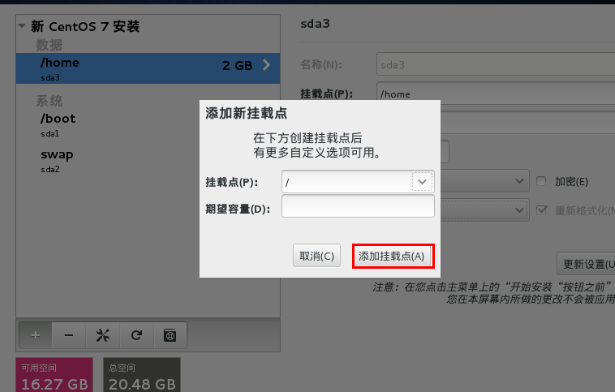 新 CentOS 7 安装
数据
/home
2 GB
sda3
系统
/boot
sda1
swap
sda2
可用空间
16.27 GB
总空间
20.48 GB
sda3
名称(N):
sda3
挂载点(P):
/home
添加新挂载点
在下方创建挂载点后
有更多自定义选项可用。
挂载点(P):
/
期望容量(D):
取消(C)
添加挂载点(A)
加密(E)
重新格式化(
更新设置(U
注意：在您点击主菜单上的“开始安装“按钮之前”
您在本屏幕内所做的更改不会被应用